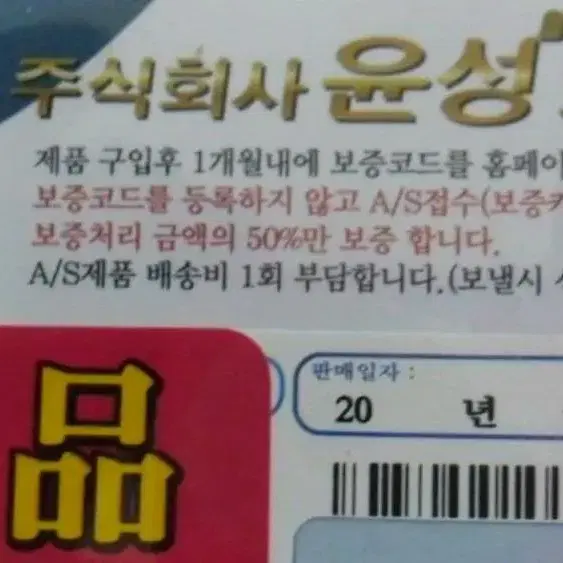 주식회사 윤성
제품 구입후 1개월내에 보증코드를 홈페이
보증코드를 등록하지 않고 A/S접수(보증카
보증처리 금액의 50%만 보증 합니다.
A/S제품 배송비 1회 부담합니다.(보낼시
판매일자 :
20 년
品